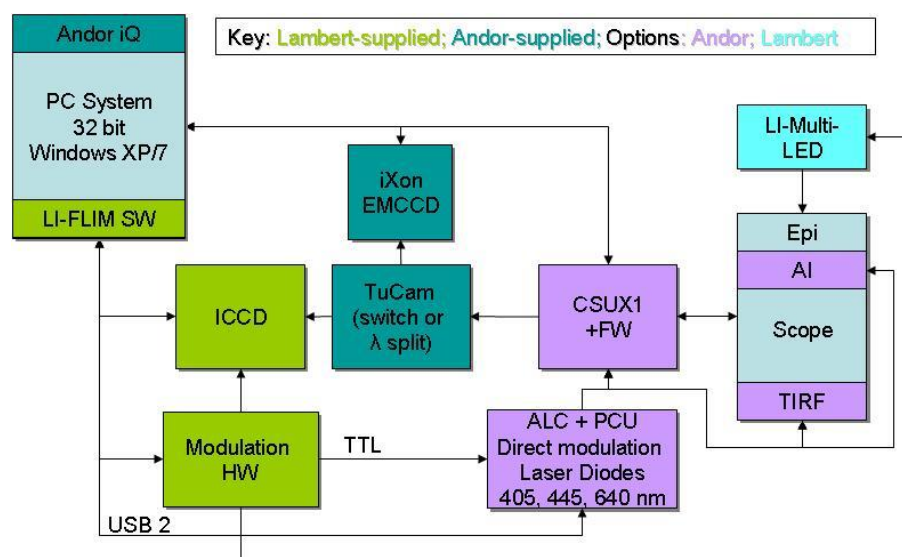 Key: Lambert-supplied; Andor-supplied; Options: Andor; Lambert
Andor iQ
PC System
32 bit
Windows XP/7
LI-FLIM SW
iXon
EMCCD
LI-Multi-
LED
Epi
AI
Scope
TIRF
ICCD
TuCam
(switch or
λ split)
CSUX1
+FW
Modulation
HW
TTL
ALC + PCU
Direct modulation
Laser Diodes
405, 445, 640 nm
USB 2